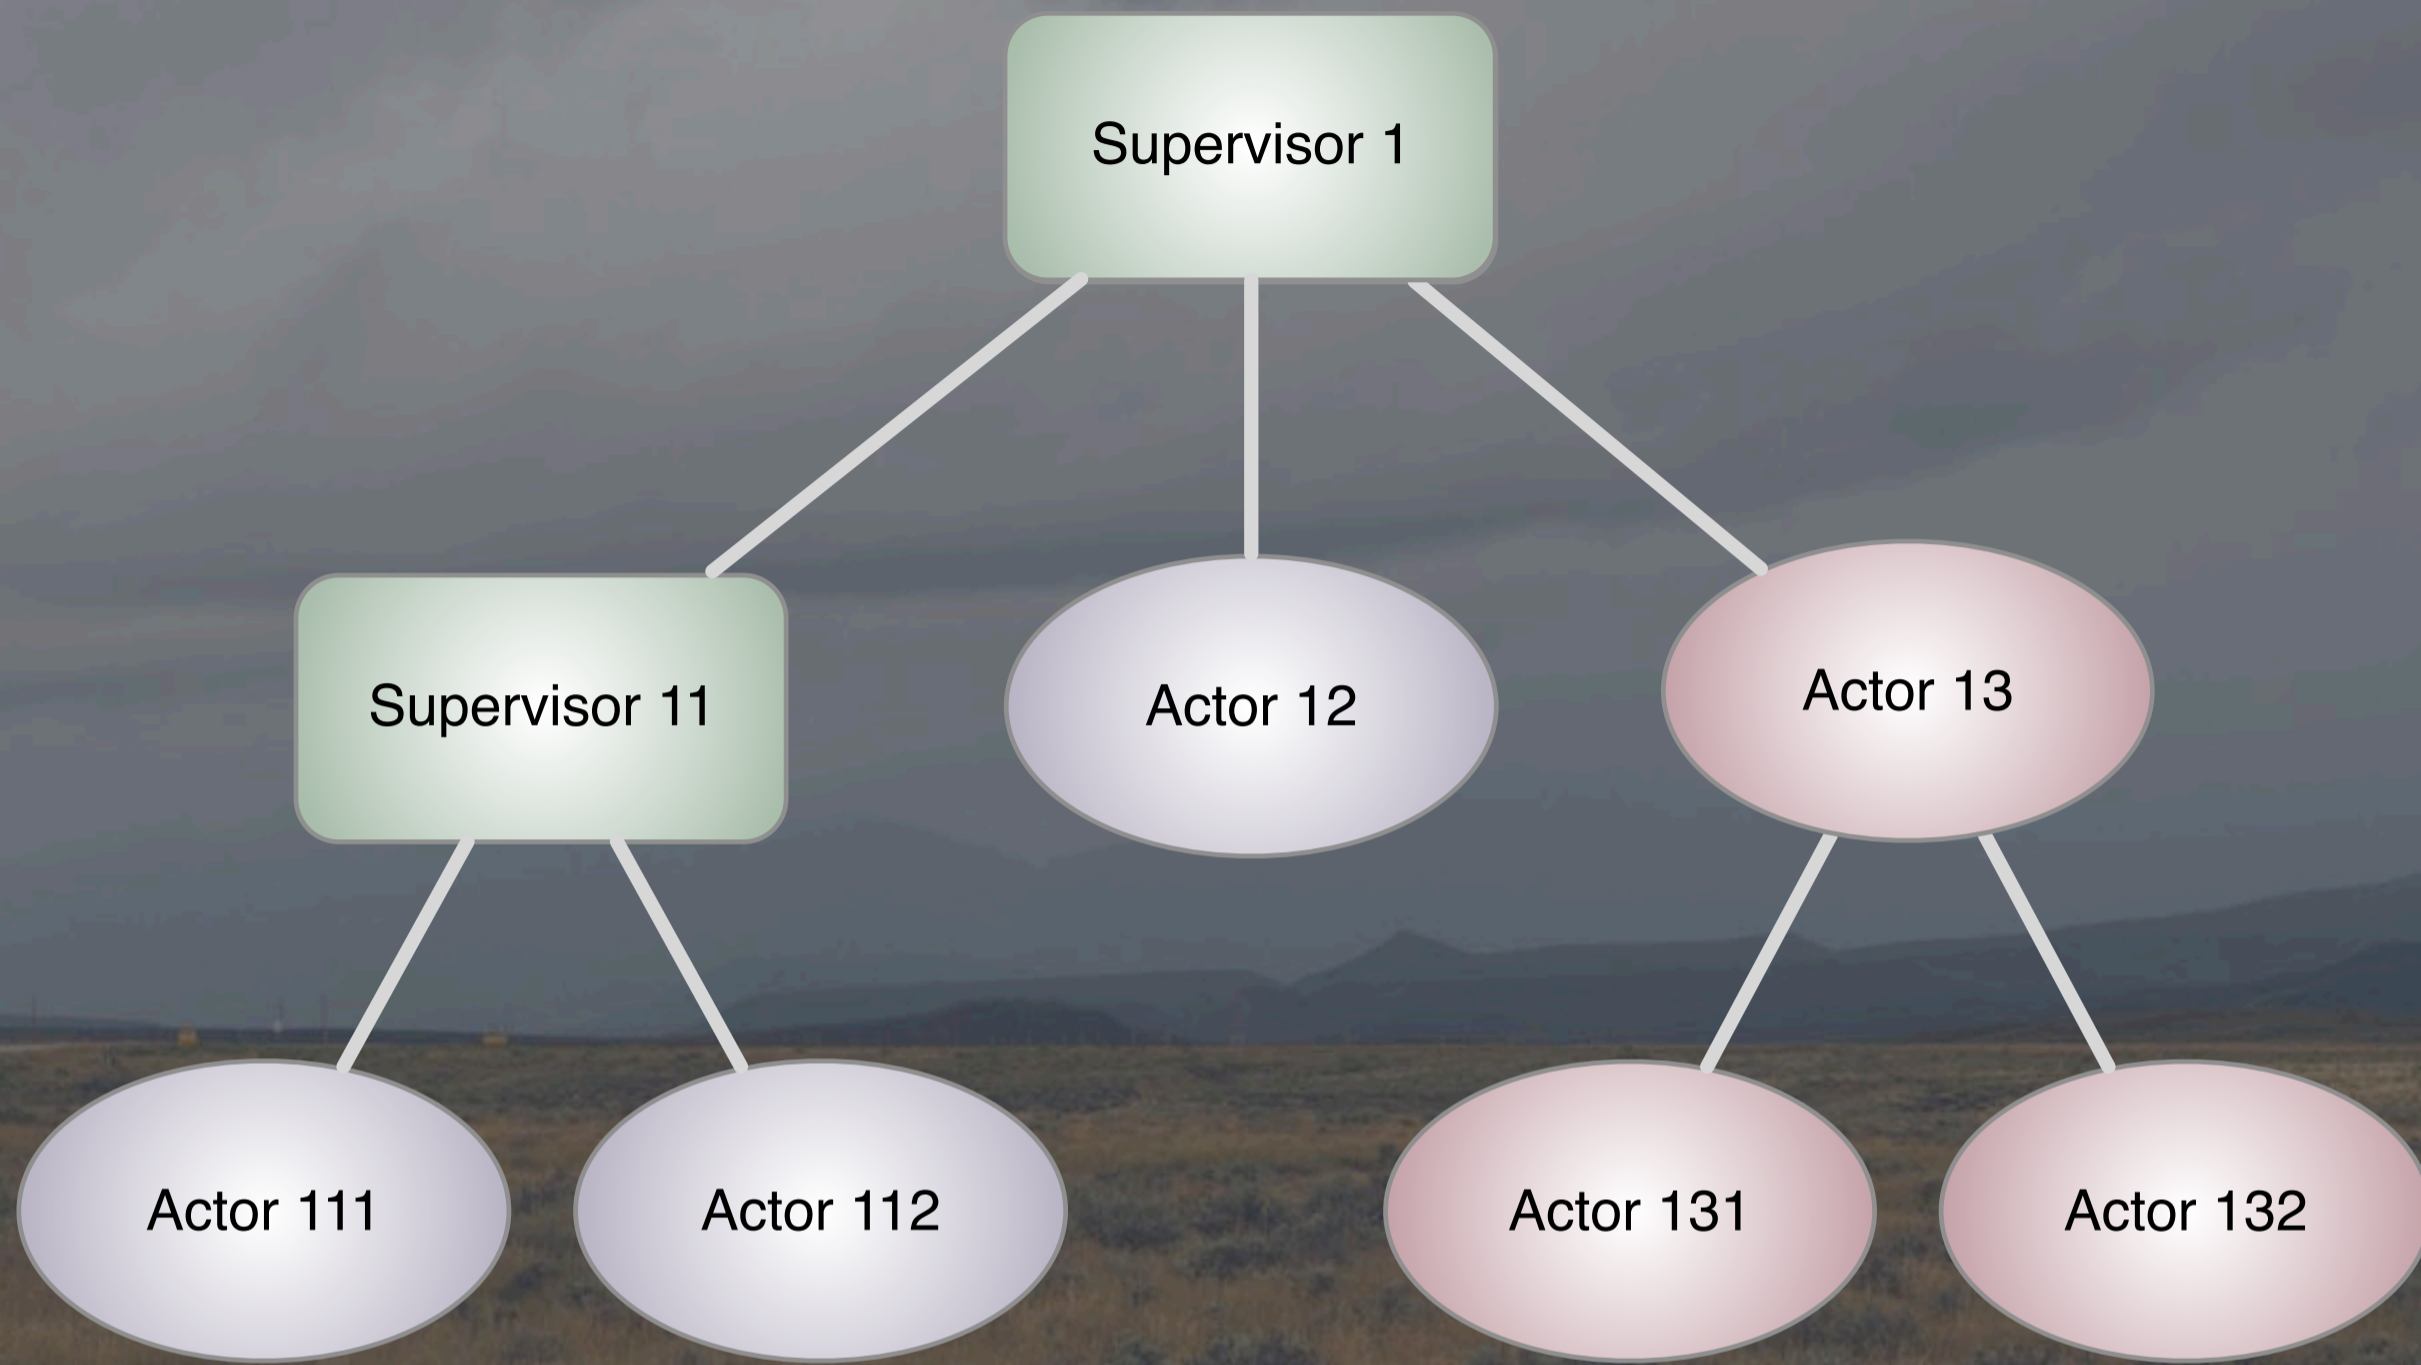 Supervisor 1
Supervisor 11
Actor 12
Actor 13
Actor 111
Actor 112
Actor 131
Actor 132